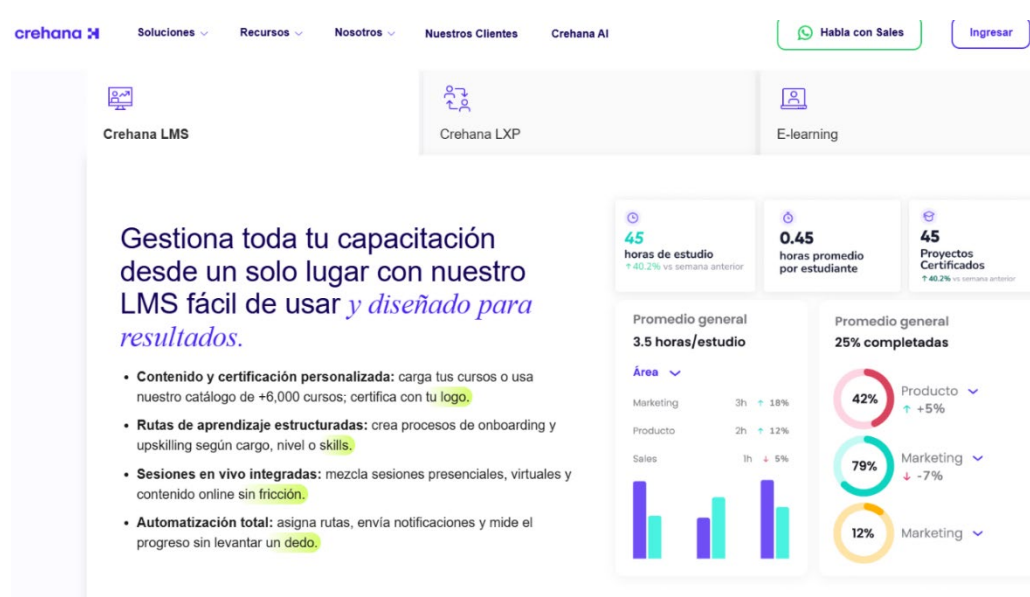 crehana
Soluciones
Recursos
Nosotros
Nuestros Clientes
Crehana AI
Habla con Sales
Ingresar
Crehana LMS
Crehana LXP
E-learning
Gestiona toda tu capacitación
desde un solo lugar con nuestro
LMS fácil de usar y diseñado para
resultados.
• Contenido y certificación personalizada: carga tus cursos o usa
nuestro catálogo de +6,000 cursos; certifica con tu logo.
• Rutas de aprendizaje estructuradas: crea procesos de onboarding y
upskilling según cargo, nivel o skills.
• Sesiones en vivo integradas: mezcla sesiones presenciales, virtuales y
contenido online sin fricción.
• Automatización total: asigna rutas, envía notificaciones y mide el
progreso sin levantar un dedo.
45
horas de estudio
↑40.2% vs semana anterior
0.45
horas promedio
por estudiante
45
Proyectos
Certificados
↑40.2% vs semana anterior
Promedio general
3.5 horas/estudio
Área
Marketing 3h ↑ 18%
Producto 2h ↑ 12%
Sales 1h ↓ 5%
Promedio general
25% completadas
42% Producto
↑ +5%
79% Marketing
↓ -7%
12% Marketing